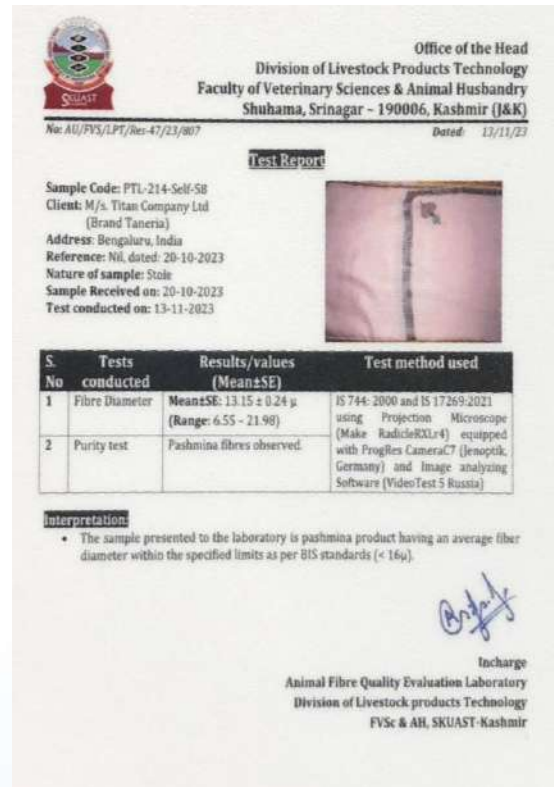 SKUAST
Office of the Head
Division of Livestock Products Technology
Faculty of Veterinary Sciences & Animal Husbandry
Shuhama, Srinagar – 190006, Kashmir (J&K)
No: AU/FVS/LPT/Res-47/23/807 Dated: 13/11/23
Test Report
Sample Code: PTL-214-Self-58
Client: M/s. Titan Company Ltd
(Brand Taneria)
Address: Bengaluru, India
Reference: Nil, dated: 20-10-2023
Nature of sample: Stole
Sample Received on: 20-10-2023
Test conducted on: 13-11-2023
S. No Tests conducted Results/values (Mean±SE) Test method used
1 Fibre Diameter Mean±SE: 13.15 ± 0.24 µ
(Range: 6.55 – 21.98)
2 Purity test Pashmina fibres observed.
IS 744: 2000 and IS 17269:2021
using Projection Microscope
(Make RadicleRXLr4) equipped
with ProgRes CameraC7 (Jenoptik,
Germany) and Image analyzing
Software (VideoTest 5 Russia)
Interpretation:
• The sample presented to the laboratory is pashmina product having an average fiber
diameter within the specified limits as per BIS standards (< 16µ).
Incharge
Animal Fibre Quality Evaluation Laboratory
Division of Livestock products Technology
FVSc & AH, SKUAST-Kashmir